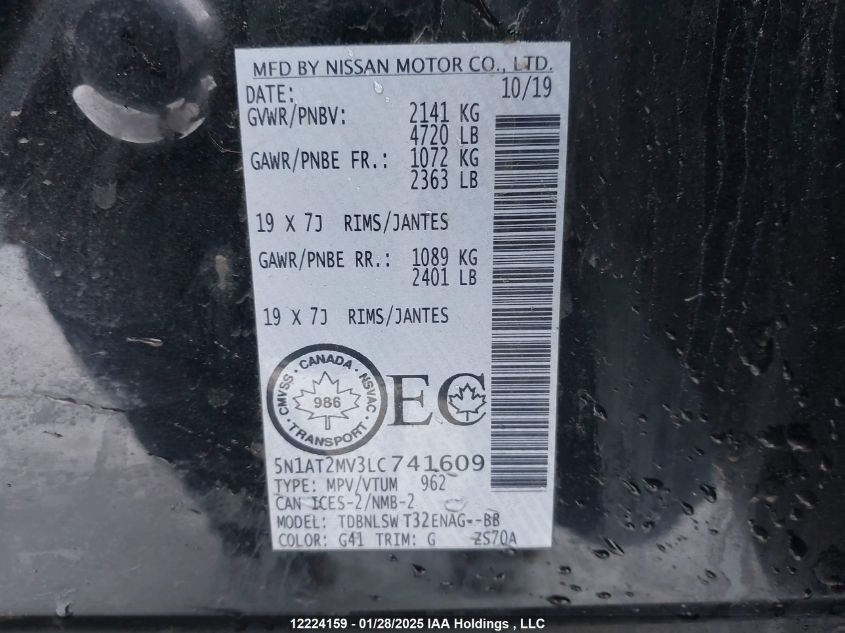 MFD BY NISSAN MOTOR CO., LTD.
DATE: 10/19
GVWR/PNBV: 2141 KG
4720 LB
GAWR/PNBE FR.: 1072 KG
2363 LB
19 X 7J RIMS/JANTES
GAWR/PNBE RR.: 1089 KG
2401 LB
19 X 7J RIMS/JANTES
CMVSS · CANADA · NSVAC
986
· TRANSPORT ·
EC
5N1AT2MV3LC741609
TYPE: MPV/VTUM 962
CAN ICES-2/NMB-2
MODEL: TDBNLSW T32ENAG--BB
COLOR: G41 TRIM: G ZS7OA
12224159 - 01/28/2025 IAA Holdings , LLC